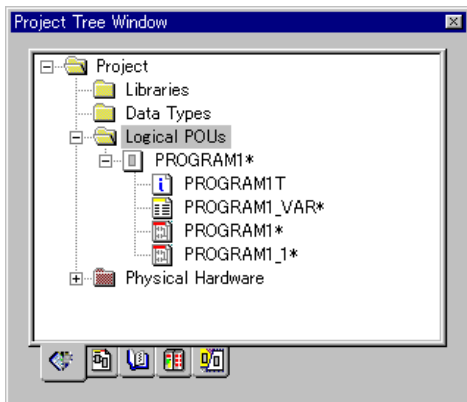 Project Tree Window
Project
Libraries
Data Types
Logical POUs
PROGRAM1*
PROGRAM1T
PROGRAM1_VAR*
PROGRAM1*
PROGRAM1_1*
Physical Hardware